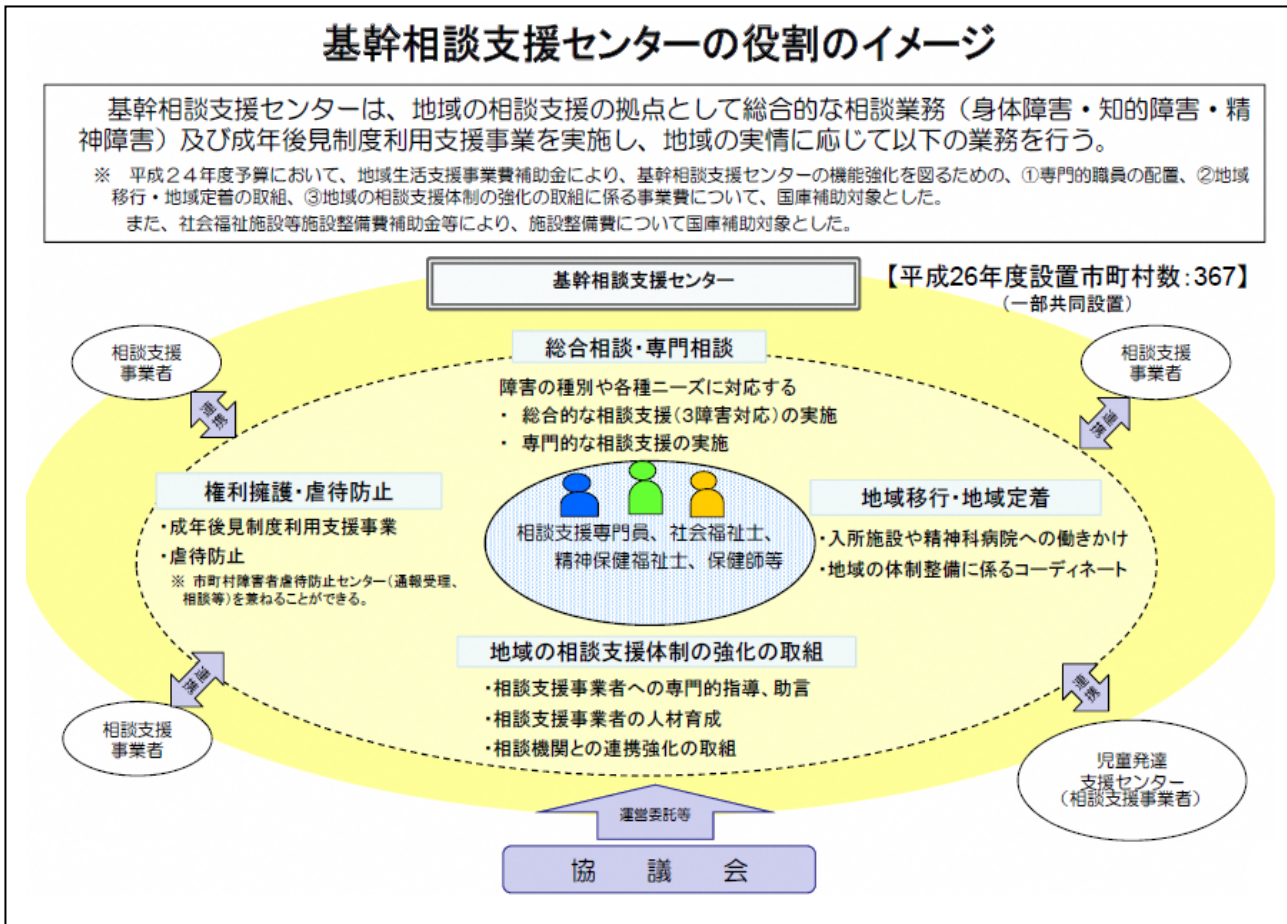 基幹相談支援センターの役割のイメージ
基幹相談支援センターは、地域の相談支援の拠点として総合的な相談業務（身体障害・知的障害・精
神障害）及び成年後見制度利用支援事業を実施し、地域の実情に応じて以下の業務を行う。
※　平成２４年度予算において、地域生活支援事業費補助金により、基幹相談支援センターの機能強化を図るための、①専門的職員の配置、②地域
移行・地域定着の取組、③地域の相談支援体制の強化の取組に係る事業費について、国庫補助対象とした。
また、社会福祉施設等施設整備費補助金等により、施設整備費について国庫補助対象とした。
基幹相談支援センター
【平成26年度設置市町村数：367】
（一部共同設置）
相談支援
事業者
連携
相談支援
事業者
連携
総合相談・専門相談
障害の種別や各種ニーズに対応する
・ 総合的な相談支援（3障害対応）の実施
・ 専門的な相談支援の実施
権利擁護・虐待防止
・成年後見制度利用支援事業
・虐待防止
※ 市町村障害者虐待防止センター（通報受理、
相談等）を兼ねることができる。
相談支援専門員、社会福祉士、
精神保健福祉士、保健師等
地域移行・地域定着
・入所施設や精神科病院への働きかけ
・地域の体制整備に係るコーディネート
地域の相談支援体制の強化の取組
・相談支援事業者への専門的指導、助言
・相談支援事業者の人材育成
・相談機関との連携強化の取組
連携
相談支援
事業者
連携
児童発達
支援センター
（相談支援事業者）
運営委託等
協　議　会